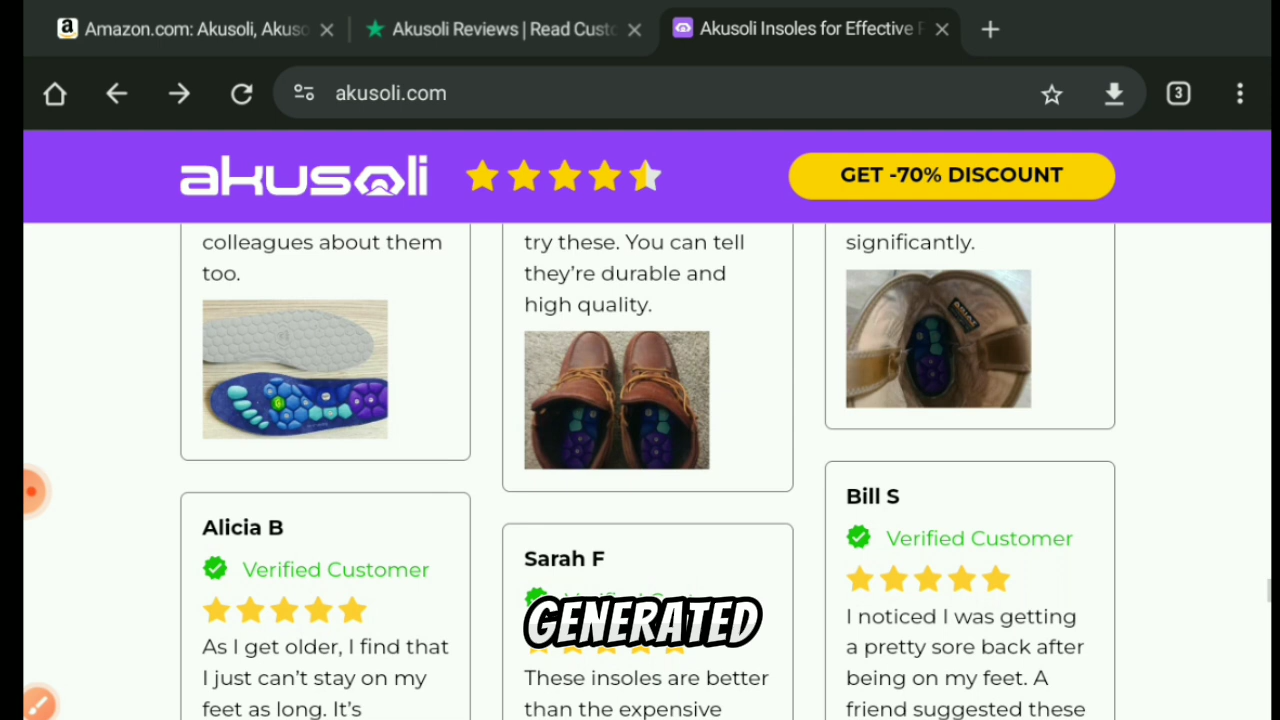 Amazon.com: Akusoli, Akuso
Akusoli Reviews | Read Custo
Akusoli Insoles for Effective
akusoli.com
3
akusoli
GET -70% DISCOUNT
colleagues about them
too.
try these. You can tell
they’re durable and
high quality.
significantly.
Alicia B
Verified Customer
As I get older, I find that
I just can’t stay on my
feet as long. It’s
Sarah F
GENERATED
These insoles are better
than the expensive
Bill S
Verified Customer
I noticed I was getting
a pretty sore back after
being on my feet. A
friend suggested these